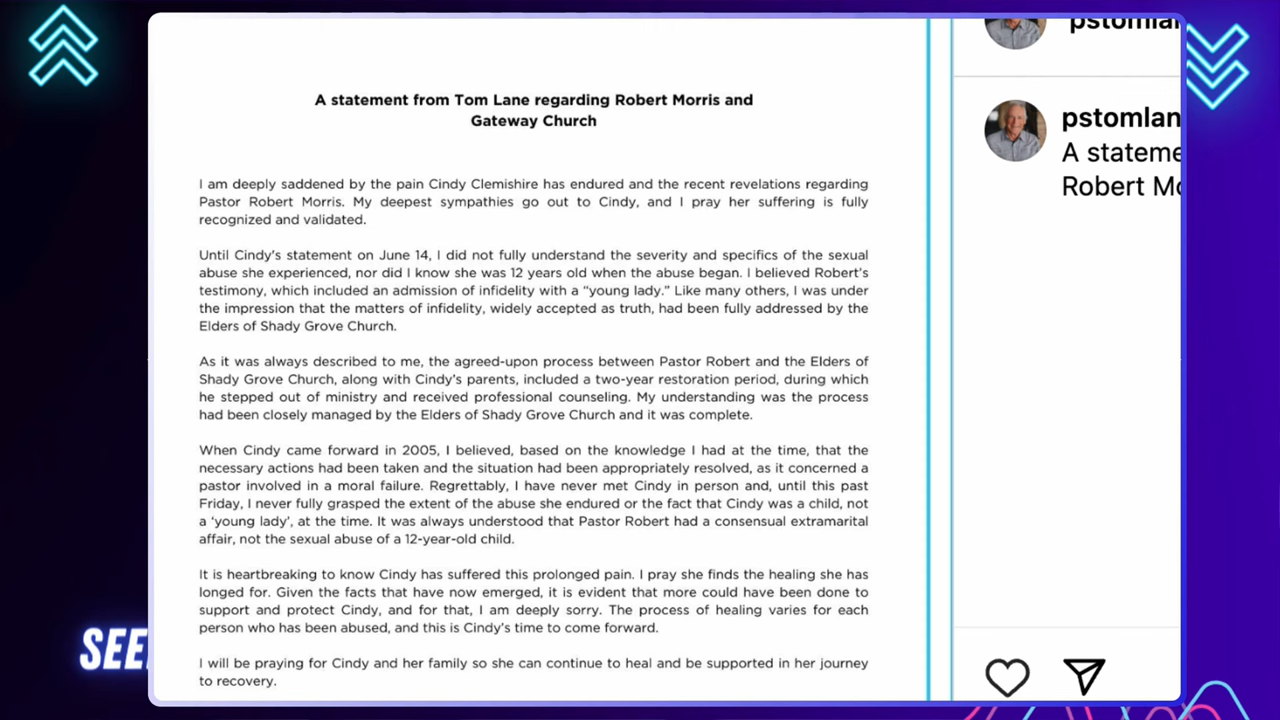 A statement from Tom Lane regarding Robert Morris and
Gateway Church
I am deeply saddened by the pain Cindy Clemishire has endured and the recent revelations regarding
Pastor Robert Morris. My deepest sympathies go out to Cindy, and I pray her suffering is fully
recognized and validated.
Until Cindy's statement on June 14, I did not fully understand the severity and specifics of the sexual
abuse she experienced, nor did I know she was 12 years old when the abuse began. I believed Robert's
testimony, which included an admission of infidelity with a "young lady." Like many others, I was under
the impression that the matters of infidelity, widely accepted as truth, had been fully addressed by the
Elders of Shady Grove Church.
As it was always described to me, the agreed-upon process between Pastor Robert and the Elders of
Shady Grove Church, along with Cindy's parents, included a two-year restoration period, during which
he stepped out of ministry and received professional counseling. My understanding was the process
had been closely managed by the Elders of Shady Grove Church and it was complete.
When Cindy came forward in 2005, I believed, based on the knowledge I had at the time, that the
necessary actions had been taken and the situation had been appropriately resolved, as it concerned a
pastor involved in a moral failure. Regrettably, I have never met Cindy in person and, until this past
Friday, I never fully grasped the extent of the abuse she endured or the fact that Cindy was a child, not
a 'young lady', at the time. It was always understood that Pastor Robert had a consensual extramarital
affair, not the sexual abuse of a 12-year-old child.
It is heartbreaking to know Cindy has suffered this prolonged pain. I pray she finds the healing she has
longed for. Given the facts that have now emerged, it is evident that more could have been done to
support and protect Cindy, and for that, I am deeply sorry. The process of healing varies for each
person who has been abused, and this is Cindy's time to come forward.
I will be praying for Cindy and her family so she can continue to heal and be supported in her journey
to recovery.
pstomlan
pstomlan
A stateme
Robert Mo
SEE